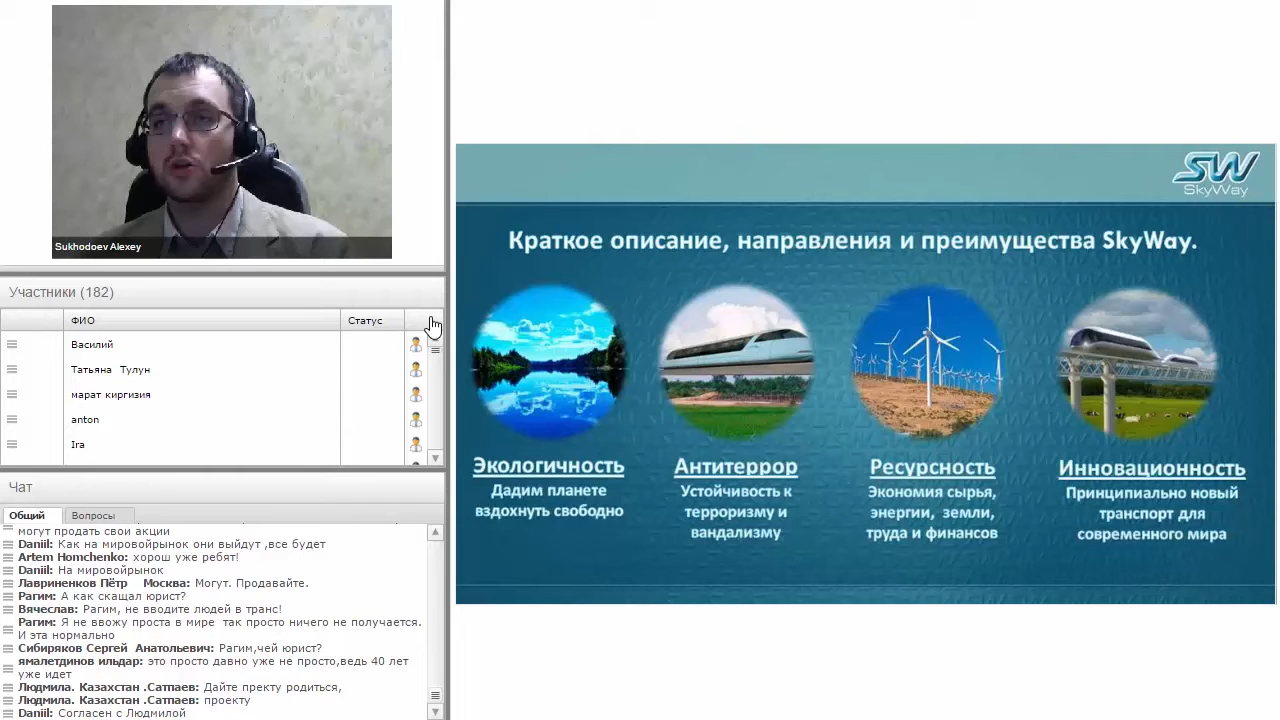 Sukhodoev Alexey
Участники (182)
ФИО
Статус
Василий
Татьяна Тулун
марат киргизия
anton
Ira
Чат
Общий
Вопросы
могут продать свои акции
Daniil: Как на мировойрынок они выйдут ,все будет
Artem Homchenko: хорош уже ребят!
Daniil: На мировойрынок
Лавриненков Пётр Москва: Могут. Продавайте.
Рагим: А как скащал юрист?
Вячеслав: Рагим, не вводите людей в транс!
Рагим: Я не ввожу проста в мире так просто ничего не получается.
И эта нормально
Сибиряков Сергей Анатольевич: Рагим,чей юрист?
ямалетдинов ильдар: это просто давно уже не просто,ведь 40 лет
уже идет
Людмила. Казахстан .Сатпаев: Дайте пректу родиться,
Людмила. Казахстан .Сатпаев: проекту
Daniil: Согласен с Людмилой
SW
SkyWay
Краткое описание, направления и преимущества SkyWay.
Экологичность
Дадим планете
вздохнуть свободно
Антитеррор
Устойчивость к
терроризму и
вандализму
Ресурсность
Экономия сырья,
энергии, земли,
труда и финансов
Инновационность
Принципиально новый
транспорт для
современного мира